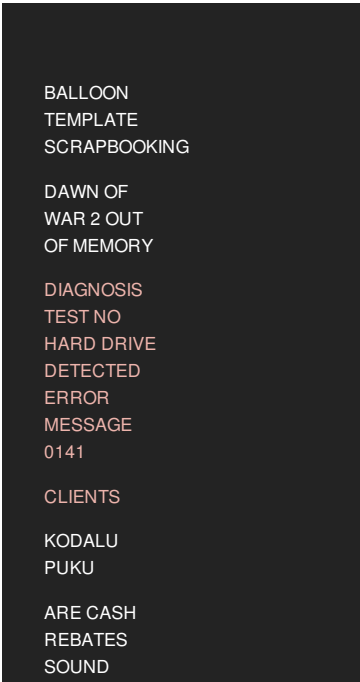 BALLOON
TEMPLATE
SCRAPBOOKING
DAWN OF
WAR 2 OUT
OF MEMORY
DIAGNOSIS
TEST NO
HARD DRIVE
DETECTED
ERROR
MESSAGE
0141
CLIENTS
KODALU
PUKU
ARE CASH
REBATES
SOUND